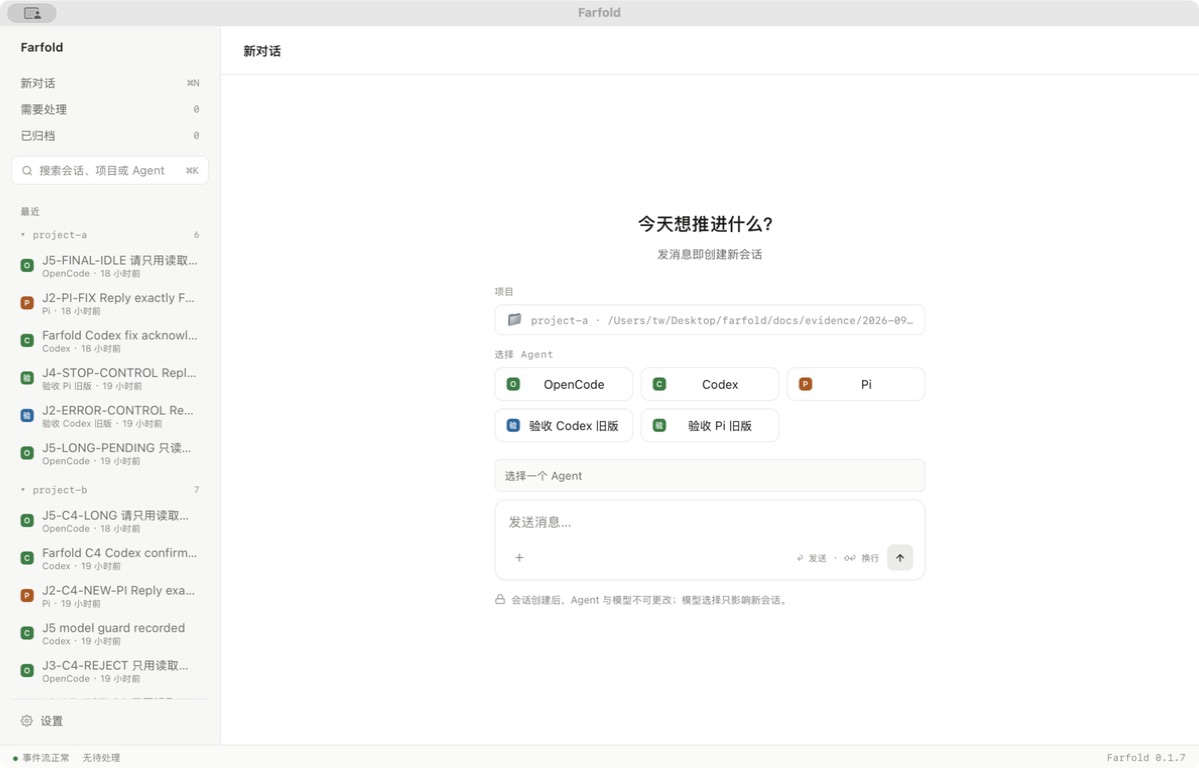 Farfold
Farfold
新对话
⌘N
需要处理
0
已归档
0
搜索会话、项目或 Agent
⌘K
最近
project-a
6
O
J5-FINAL-IDLE 请只用读取...
OpenCode · 18 小时前
P
J2-PI-FIX Reply exactly F...
Pi · 18 小时前
C
Farfold Codex fix acknowl...
Codex · 18 小时前
验
J4-STOP-CONTROL Repl...
验收 Pi 旧版 · 19 小时前
验
J2-ERROR-CONTROL Re...
验收 Codex 旧版 · 19 小时前
O
J5-LONG-PENDING 只读...
OpenCode · 19 小时前
project-b
7
O
J5-C4-LONG 请只用读取...
OpenCode · 18 小时前
C
Farfold C4 Codex confirm...
Codex · 19 小时前
P
J2-C4-NEW-PI Reply exa...
Pi · 19 小时前
C
J5 model guard recorded
Codex · 19 小时前
O
J3-C4-REJECT 只用读取...
OpenCode · 19 小时前
设置
新对话
今天想推进什么?
发消息即创建新会话
项目
project-a · /Users/tw/Desktop/farfold/docs/evidence/2026-09...
选择 Agent
O
OpenCode
C
Codex
P
Pi
验
验收 Codex 旧版
验
验收 Pi 旧版
选择一个 Agent
发送消息...
+
发送 ·
换行
会话创建后，Agent 与模型不可更改；模型选择只影响新会话。
事件流正常
无待处理
Farfold 0.1.7